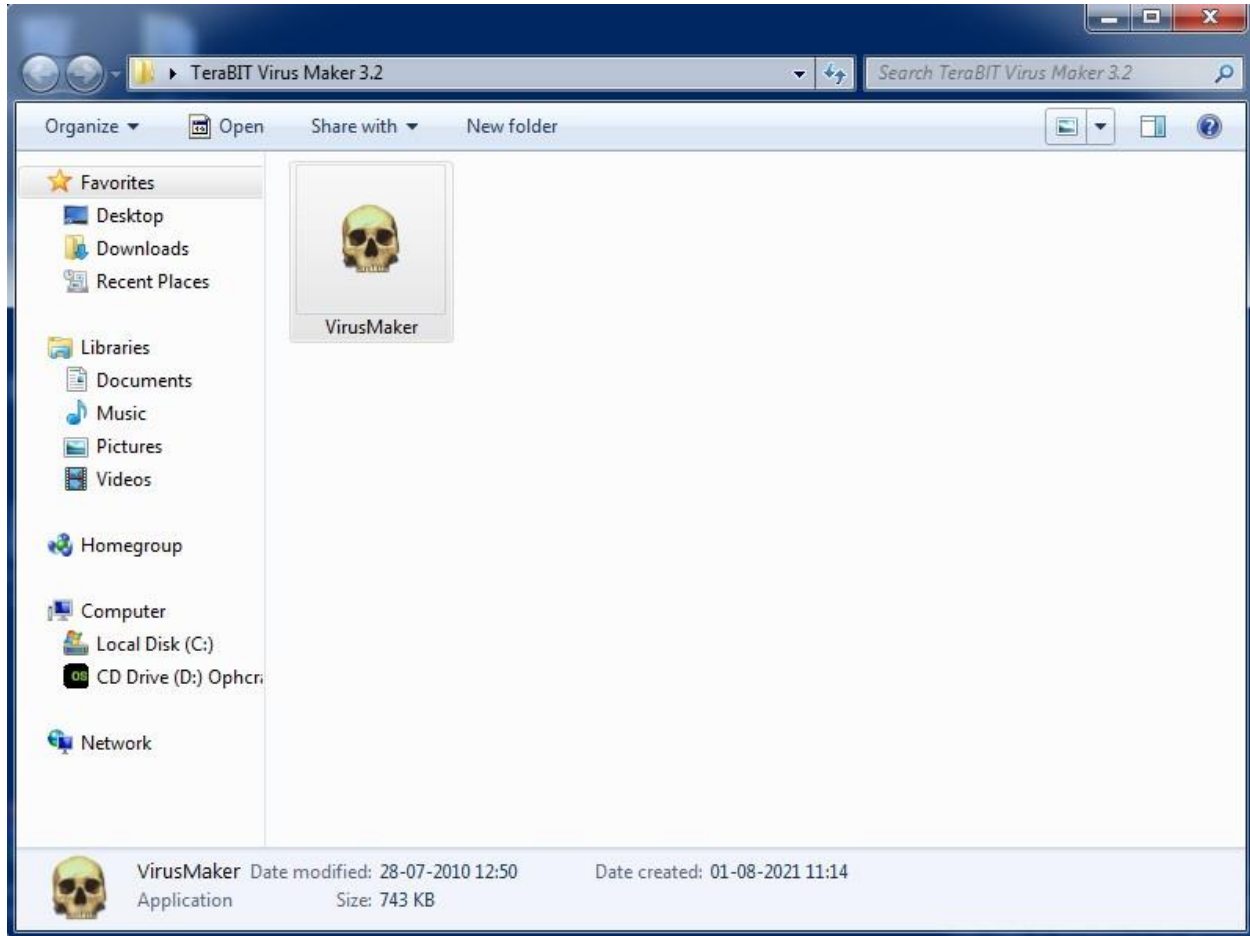 TeraBIT Virus Maker 3.2
Search TeraBIT Virus Maker 3.2
Organize Open Share with New folder
Favorites
Desktop
Downloads
Recent Places
Libraries
Documents
Music
Pictures
Videos
Homegroup
Computer
Local Disk (C:)
CD Drive (D:) Ophcr
Network
VirusMaker
VirusMaker Date modified: 28-07-2010 12:50 Date created: 01-08-2021 11:14
Application Size: 743 KB